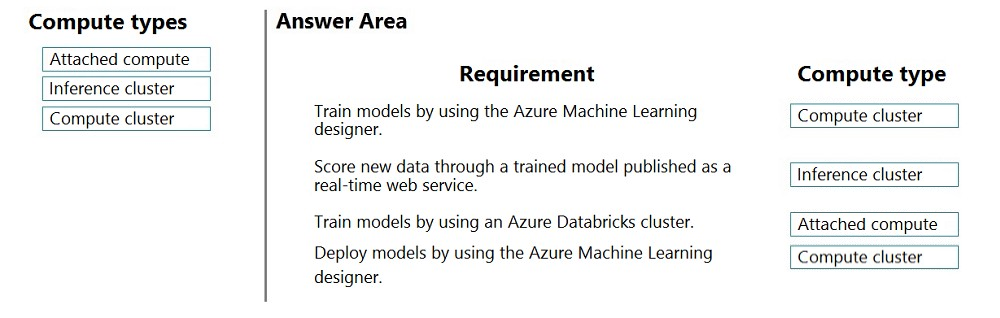 Compute types
Attached compute
Inference cluster
Compute cluster
Answer Area
Requirement
Compute type
Train models by using the Azure Machine Learning
designer.
Compute cluster
Score new data through a trained model published as a
real-time web service.
Inference cluster
Train models by using an Azure Databricks cluster.
Attached compute
Deploy models by using the Azure Machine Learning
designer.
Compute cluster